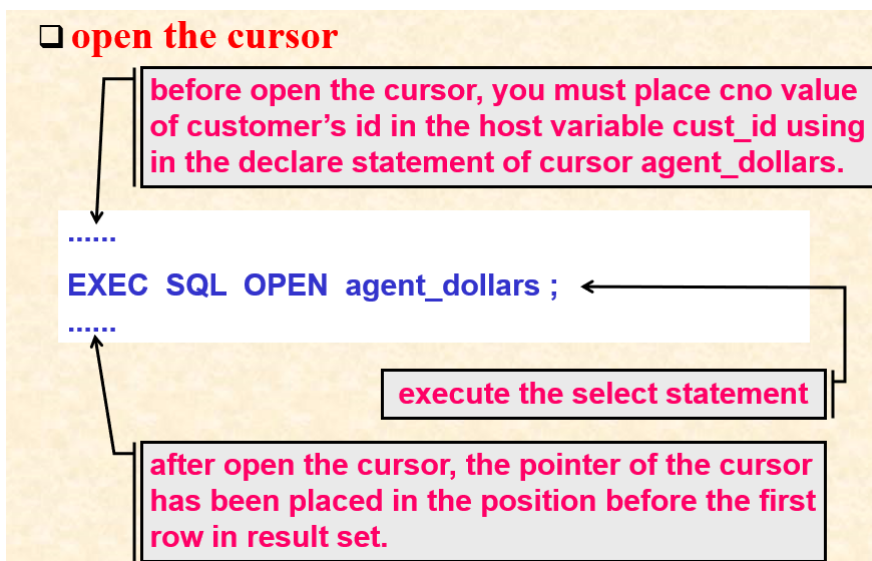 ❑ open the cursor
before open the cursor, you must place cno value
of customer’s id in the host variable cust_id using
in the declare statement of cursor agent_dollars.
......
EXEC SQL OPEN agent_dollars ;
......
execute the select statement
after open the cursor, the pointer of the cursor
has been placed in the position before the first
row in result set.